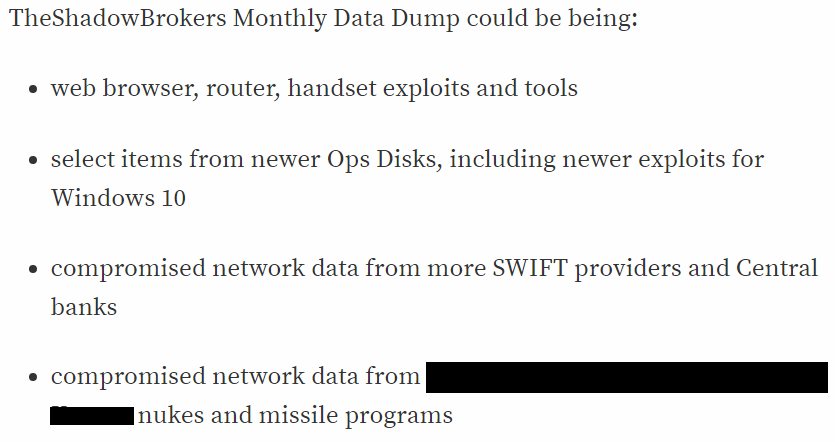 TheShadowBrokers Monthly Data Dump could be being:
• web browser, router, handset exploits and tools
• select items from newer Ops Disks, including newer exploits for
Windows 10
• compromised network data from more SWIFT providers and Central
banks
• compromised network data from
nukes and missile programs